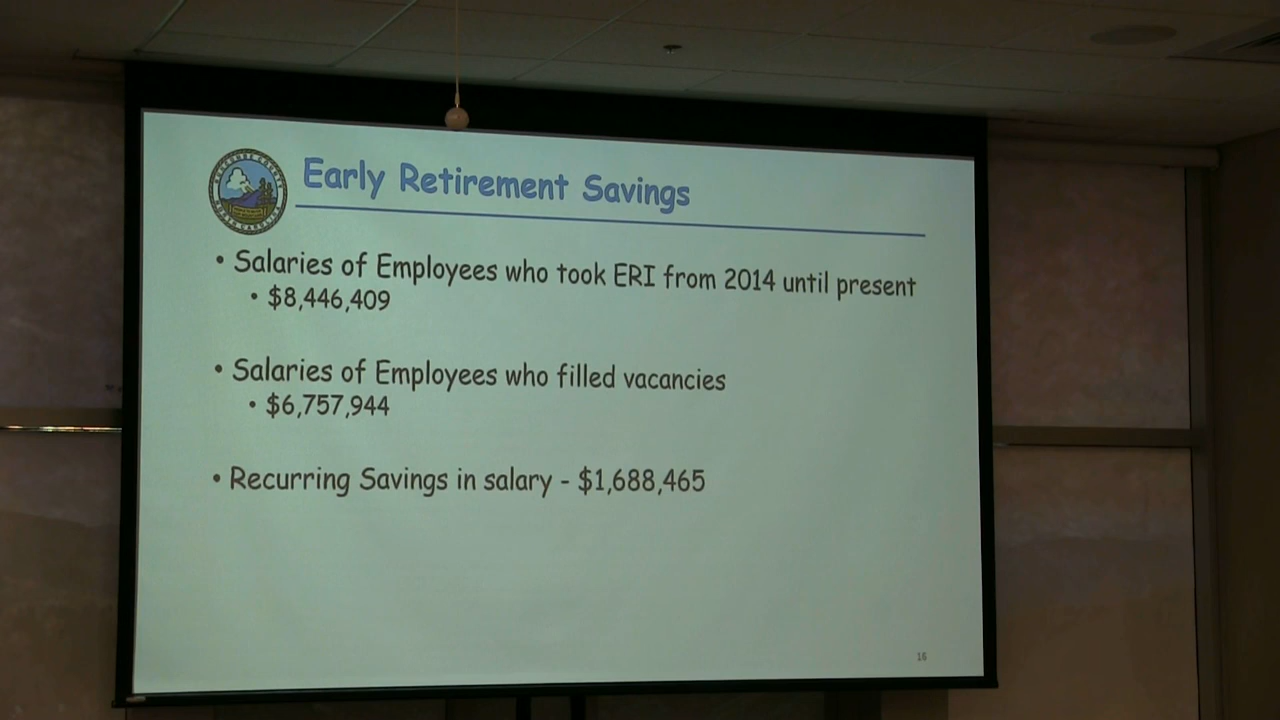 Early Retirement Savings
• Salaries of Employees who took ERI from 2014 until present
• $8,446,409
• Salaries of Employees who filled vacancies
• $6,757,944
• Recurring Savings in salary - $1,688,465
16